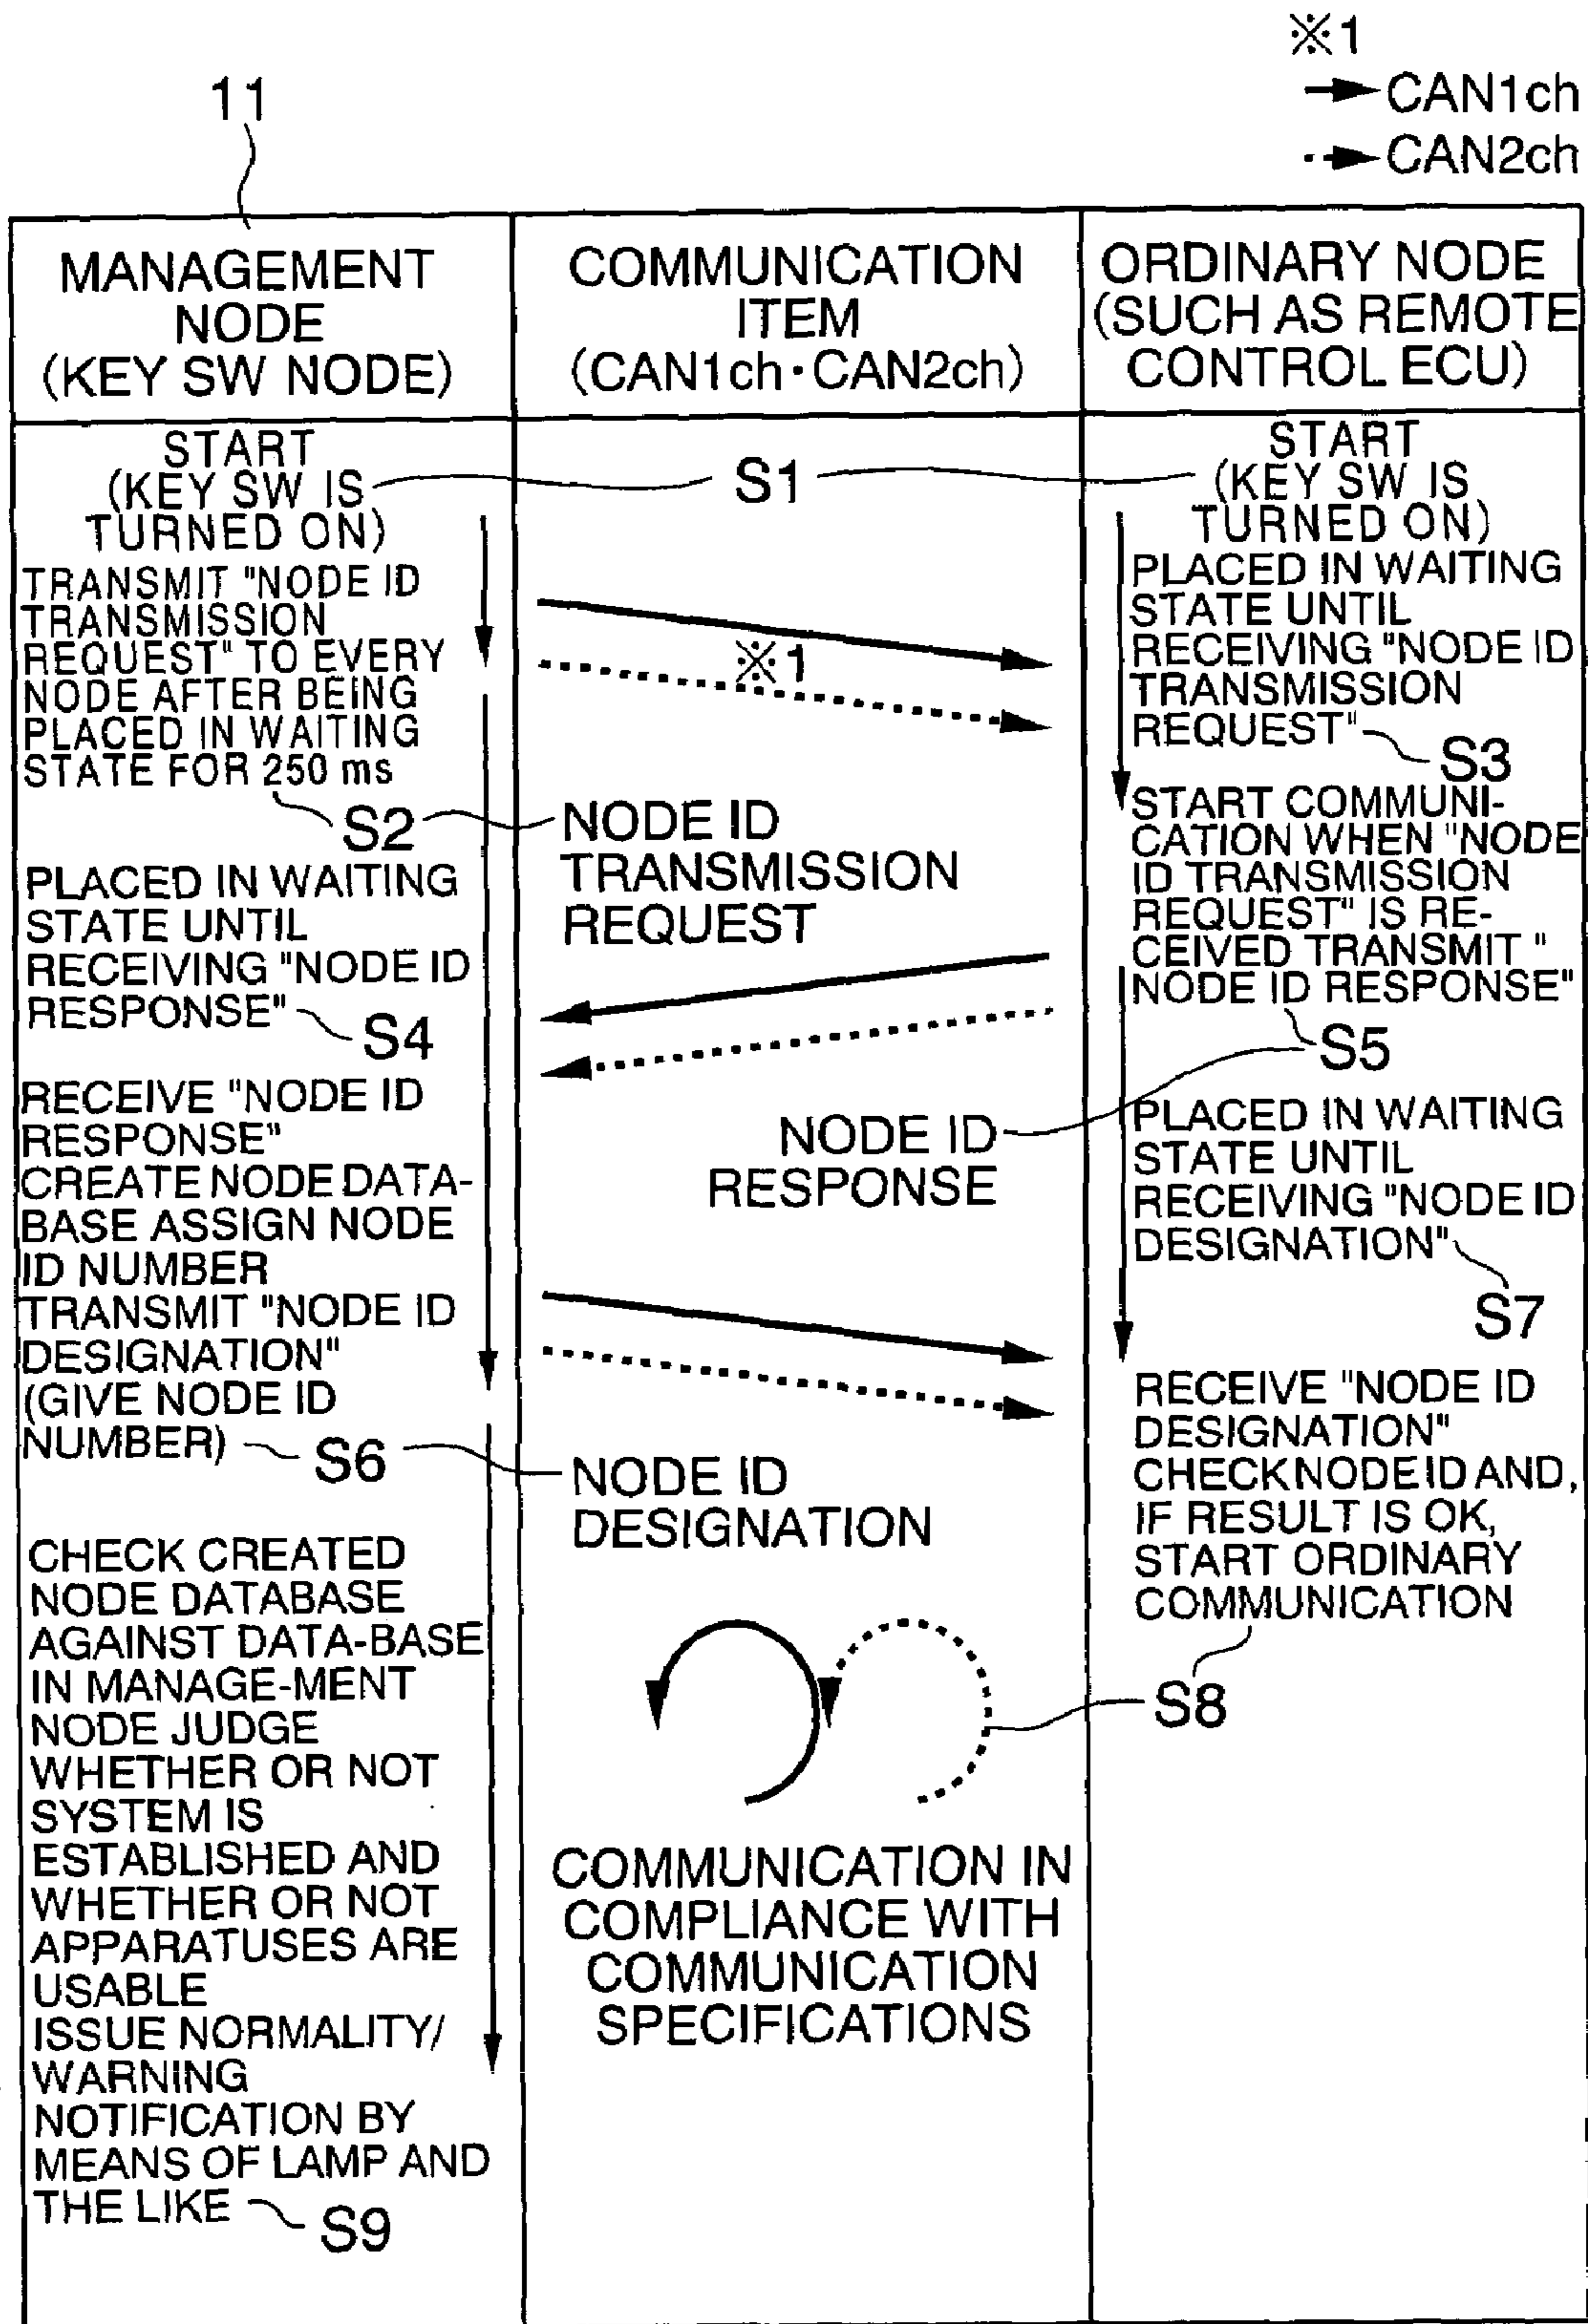 ※1
→CAN1ch
⇢CAN2ch
11
MANAGEMENT
NODE
(KEY SW NODE)
COMMUNICATION
ITEM
(CAN1ch·CAN2ch)
ORDINARY NODE
(SUCH AS REMOTE
CONTROL ECU)
START
(KEY SW IS
TURNED ON)
S1
START
(KEY SW IS
TURNED ON)
TRANSMIT "NODE ID
TRANSMISSION
REQUEST" TO EVERY
NODE AFTER BEING
PLACED IN WAITING
STATE FOR 250 ms
S2
※1
NODE ID
TRANSMISSION
REQUEST
PLACED IN WAITING
STATE UNTIL
RECEIVING "NODE ID
TRANSMISSION
REQUEST"
S3
START COMMUNI-
CATION WHEN "NODE
ID TRANSMISSION
REQUEST" IS RE-
CEIVED TRANSMIT "
NODE ID RESPONSE"
S5
PLACED IN WAITING
STATE UNTIL
RECEIVING "NODE ID
RESPONSE"
S4
NODE ID
RESPONSE
RECEIVE "NODE ID
RESPONSE"
CREATE NODE DATA-
BASE ASSIGN NODE
ID NUMBER
TRANSMIT "NODE ID
DESIGNATION"
(GIVE NODE ID
NUMBER)
S6
PLACED IN WAITING
STATE UNTIL
RECEIVING "NODE ID
DESIGNATION"
S7
NODE ID
DESIGNATION
RECEIVE "NODE ID
DESIGNATION"
CHECK NODE ID AND,
IF RESULT IS OK,
START ORDINARY
COMMUNICATION
S8
CHECK CREATED
NODE DATABASE
AGAINST DATA-BASE
IN MANAGE-MENT
NODE JUDGE
WHETHER OR NOT
SYSTEM IS
ESTABLISHED AND
WHETHER OR NOT
APPARATUSES ARE
USABLE
ISSUE NORMALITY/
WARNING
NOTIFICATION BY
MEANS OF LAMP AND
THE LIKE
S9
COMMUNICATION IN
COMPLIANCE WITH
COMMUNICATION
SPECIFICATIONS